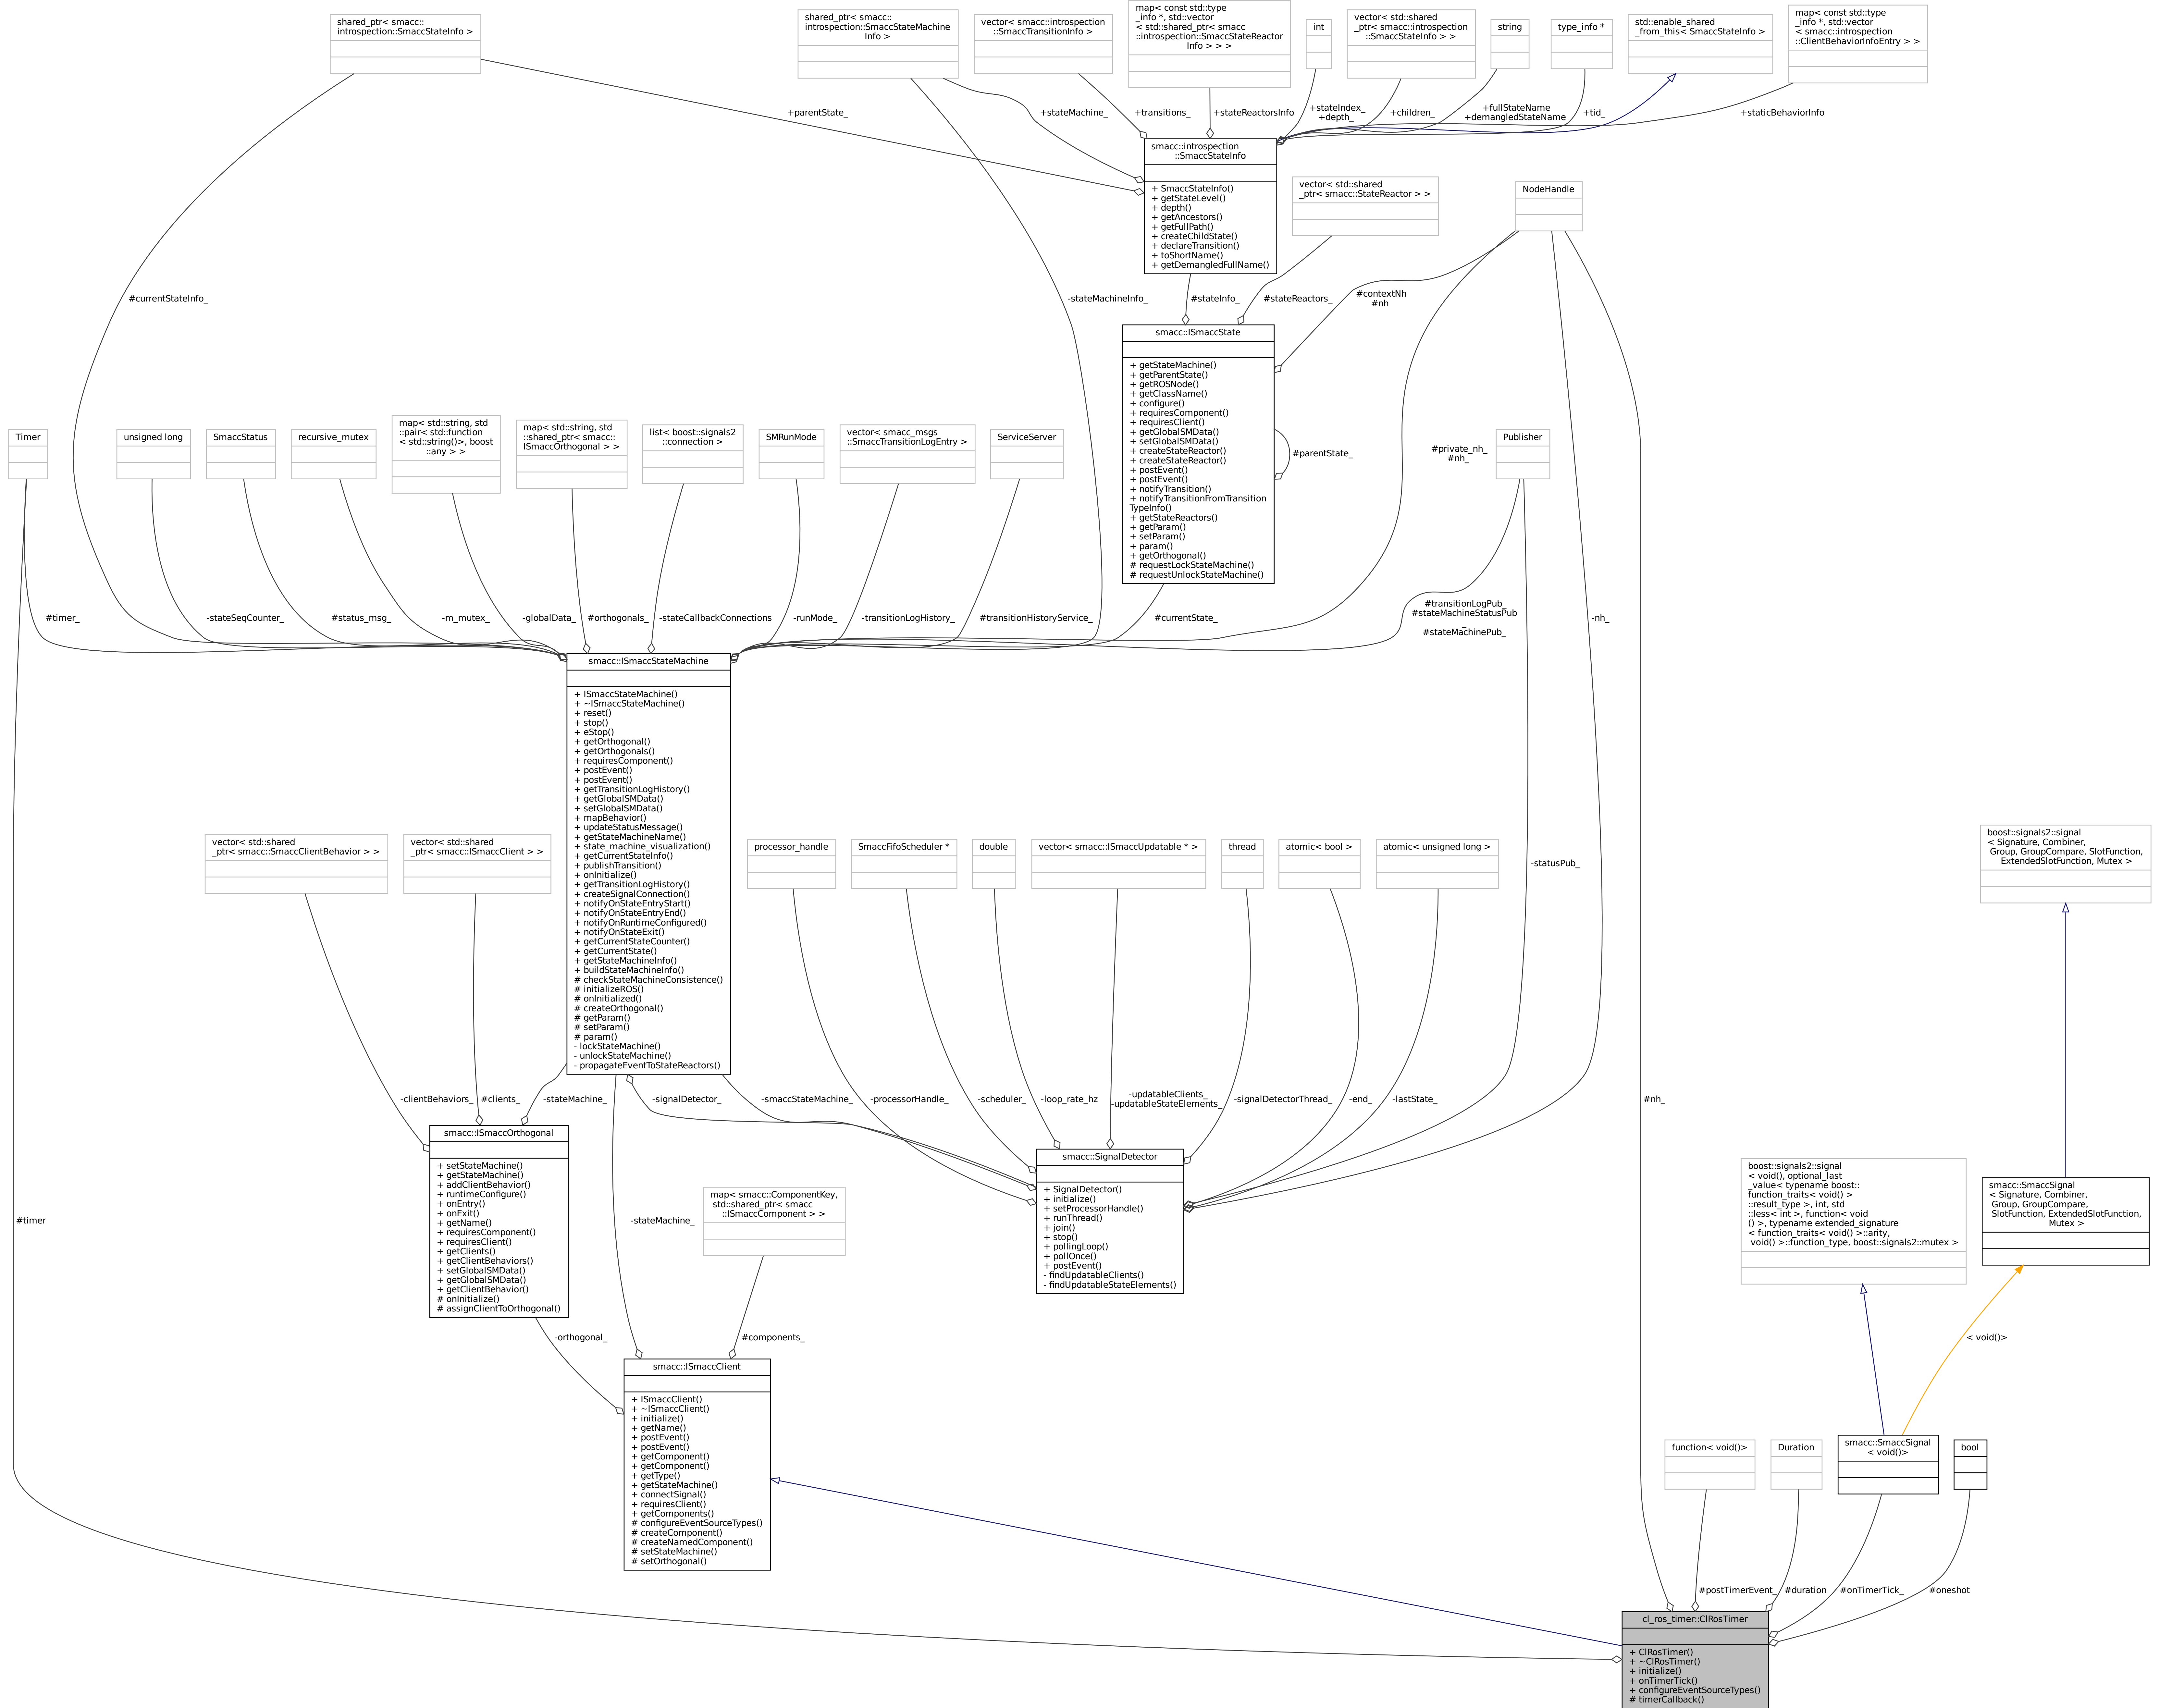 shared_ptr< smacc::
introspection::SmaccStateInfo >
shared_ptr< smacc::
introspection::SmaccStateMachine
Info >
vector< smacc::introspection
::SmaccTransitionInfo >
map< const std::type
_info *, std::vector
< std::shared_ptr< smacc
::introspection::SmaccStateReactor
Info > > >
int
vector< std::shared
_ptr< smacc::introspection
::SmaccStateInfo > >
string
type_info *
std::enable_shared
_from_this< SmaccStateInfo >
map< const std::type
_info *, std::vector
< smacc::introspection
::ClientBehaviorInfoEntry > >
+parentState_
+stateMachine_
+transitions_
+stateReactorsInfo
+stateIndex_
+depth_
+children_
+fullStateName
+demangledStateName
+tid_
+staticBehaviorInfo
smacc::introspection
::SmaccStateInfo
+ SmaccStateInfo()
+ getStateLevel()
+ depth()
+ getAncestors()
+ getFullPath()
+ createChildState()
+ declareTransition()
+ toShortName()
+ getDemangledFullName()
vector< std::shared
_ptr< smacc::StateReactor > >
NodeHandle
#currentStateInfo_
-stateMachineInfo_
#stateInfo_
#stateReactors_
#contextNh
#nh
smacc::ISmaccState
+ getStateMachine()
+ getParentState()
+ getROSNode()
+ getClassName()
+ configure()
+ requiresComponent()
+ requiresClient()
+ getGlobalSMData()
+ setGlobalSMData()
+ createStateReactor()
+ createStateReactor()
+ postEvent()
+ postEvent()
+ notifyTransition()
+ notifyTransitionFromTransition
TypeInfo()
+ getStateReactors()
+ getParam()
+ setParam()
+ param()
+ getOrthogonal()
# requestLockStateMachine()
# requestUnlockStateMachine()
#parentState_
#private_nh_
#nh_
Timer
unsigned long
SmaccStatus
recursive_mutex
map< std::string, std
::pair< std::function
< std::string()>, boost
::any > >
map< std::string, std
::shared_ptr< smacc::
ISmaccOrthogonal > >
list< boost::signals2
::connection >
SMRunMode
vector< smacc_msgs
::SmaccTransitionLogEntry >
ServiceServer
Publisher
#timer_
-stateSeqCounter_
#status_msg_
-m_mutex_
-globalData_
#orthogonals_
-stateCallbackConnections
-runMode_
-transitionLogHistory_
#transitionHistoryService_
#currentState_
#transitionLogPub_
#stateMachineStatusPub
_
#stateMachinePub_
-nh_
smacc::ISmaccStateMachine
+ ISmaccStateMachine()
+ ~ISmaccStateMachine()
+ reset()
+ stop()
+ eStop()
+ getOrthogonal()
+ getOrthogonals()
+ requiresComponent()
+ postEvent()
+ postEvent()
+ getTransitionLogHistory()
+ getGlobalSMData()
+ setGlobalSMData()
+ mapBehavior()
+ updateStatusMessage()
+ getStateMachineName()
+ state_machine_visualization()
+ getCurrentStateInfo()
+ publishTransition()
+ onInitialize()
+ getTransitionLogHistory()
+ createSignalConnection()
+ notifyOnStateEntryStart()
+ notifyOnStateEntryEnd()
+ notifyOnRuntimeConfigured()
+ notifyOnStateExit()
+ getCurrentStateCounter()
+ getCurrentState()
+ getStateMachineInfo()
+ buildStateMachineInfo()
# checkStateMachineConsistence()
# initializeROS()
# onInitialized()
# createOrthogonal()
# getParam()
# setParam()
# param()
- lockStateMachine()
- unlockStateMachine()
- propagateEventToStateReactors()
vector< std::shared
_ptr< smacc::SmaccClientBehavior > >
vector< std::shared
_ptr< smacc::ISmaccClient > >
processor_handle
SmaccFifoScheduler *
double
vector< smacc::ISmaccUpdatable * >
thread
atomic< bool >
atomic< unsigned long >
-statusPub_
boost::signals2::signal
< Signature, Combiner,
Group, GroupCompare, SlotFunction,
ExtendedSlotFunction, Mutex >
-clientBehaviors_
#clients_
-stateMachine_
-signalDetector_
-smaccStateMachine_
-processorHandle_
-scheduler_
-loop_rate_hz
-updatableClients_
-updatableStateElements_
-signalDetectorThread_
-end_
-lastState_
#nh_
smacc::ISmaccOrthogonal
+ setStateMachine()
+ getStateMachine()
+ addClientBehavior()
+ runtimeConfigure()
+ onEntry()
+ onExit()
+ getName()
+ requiresComponent()
+ requiresClient()
+ getClients()
+ getClientBehaviors()
+ setGlobalSMData()
+ getGlobalSMData()
+ getClientBehavior()
# onInitialize()
# assignClientToOrthogonal()
smacc::SignalDetector
+ SignalDetector()
+ initialize()
+ setProcessorHandle()
+ runThread()
+ join()
+ stop()
+ pollingLoop()
+ pollOnce()
+ postEvent()
- findUpdatableClients()
- findUpdatableStateElements()
map< smacc::ComponentKey,
std::shared_ptr< smacc
::ISmaccComponent > >
boost::signals2::signal
< void(), optional_last
_value< typename boost::
function_traits< void() >
::result_type >, int, std
::less< int >, function< void
() >, typename extended_signature
< function_traits< void() >::arity,
void() >::function_type, boost::signals2::mutex >
smacc::SmaccSignal
< Signature, Combiner,
Group, GroupCompare,
SlotFunction, ExtendedSlotFunction,
Mutex >
#timer
-stateMachine_
-orthogonal_
#components_
< void()>
smacc::ISmaccClient
+ ISmaccClient()
+ ~ISmaccClient()
+ initialize()
+ getName()
+ postEvent()
+ postEvent()
+ getComponent()
+ getComponent()
+ getType()
+ getStateMachine()
+ connectSignal()
+ requiresClient()
+ getComponents()
# configureEventSourceTypes()
# createComponent()
# createNamedComponent()
# setStateMachine()
# setOrthogonal()
function< void()>
Duration
smacc::SmaccSignal
< void()>
bool
#postTimerEvent_
#duration
#onTimerTick_
#oneshot
cl_ros_timer::ClRosTimer
+ ClRosTimer()
+ ~ClRosTimer()
+ initialize()
+ onTimerTick()
+ configureEventSourceTypes()
# timerCallback()